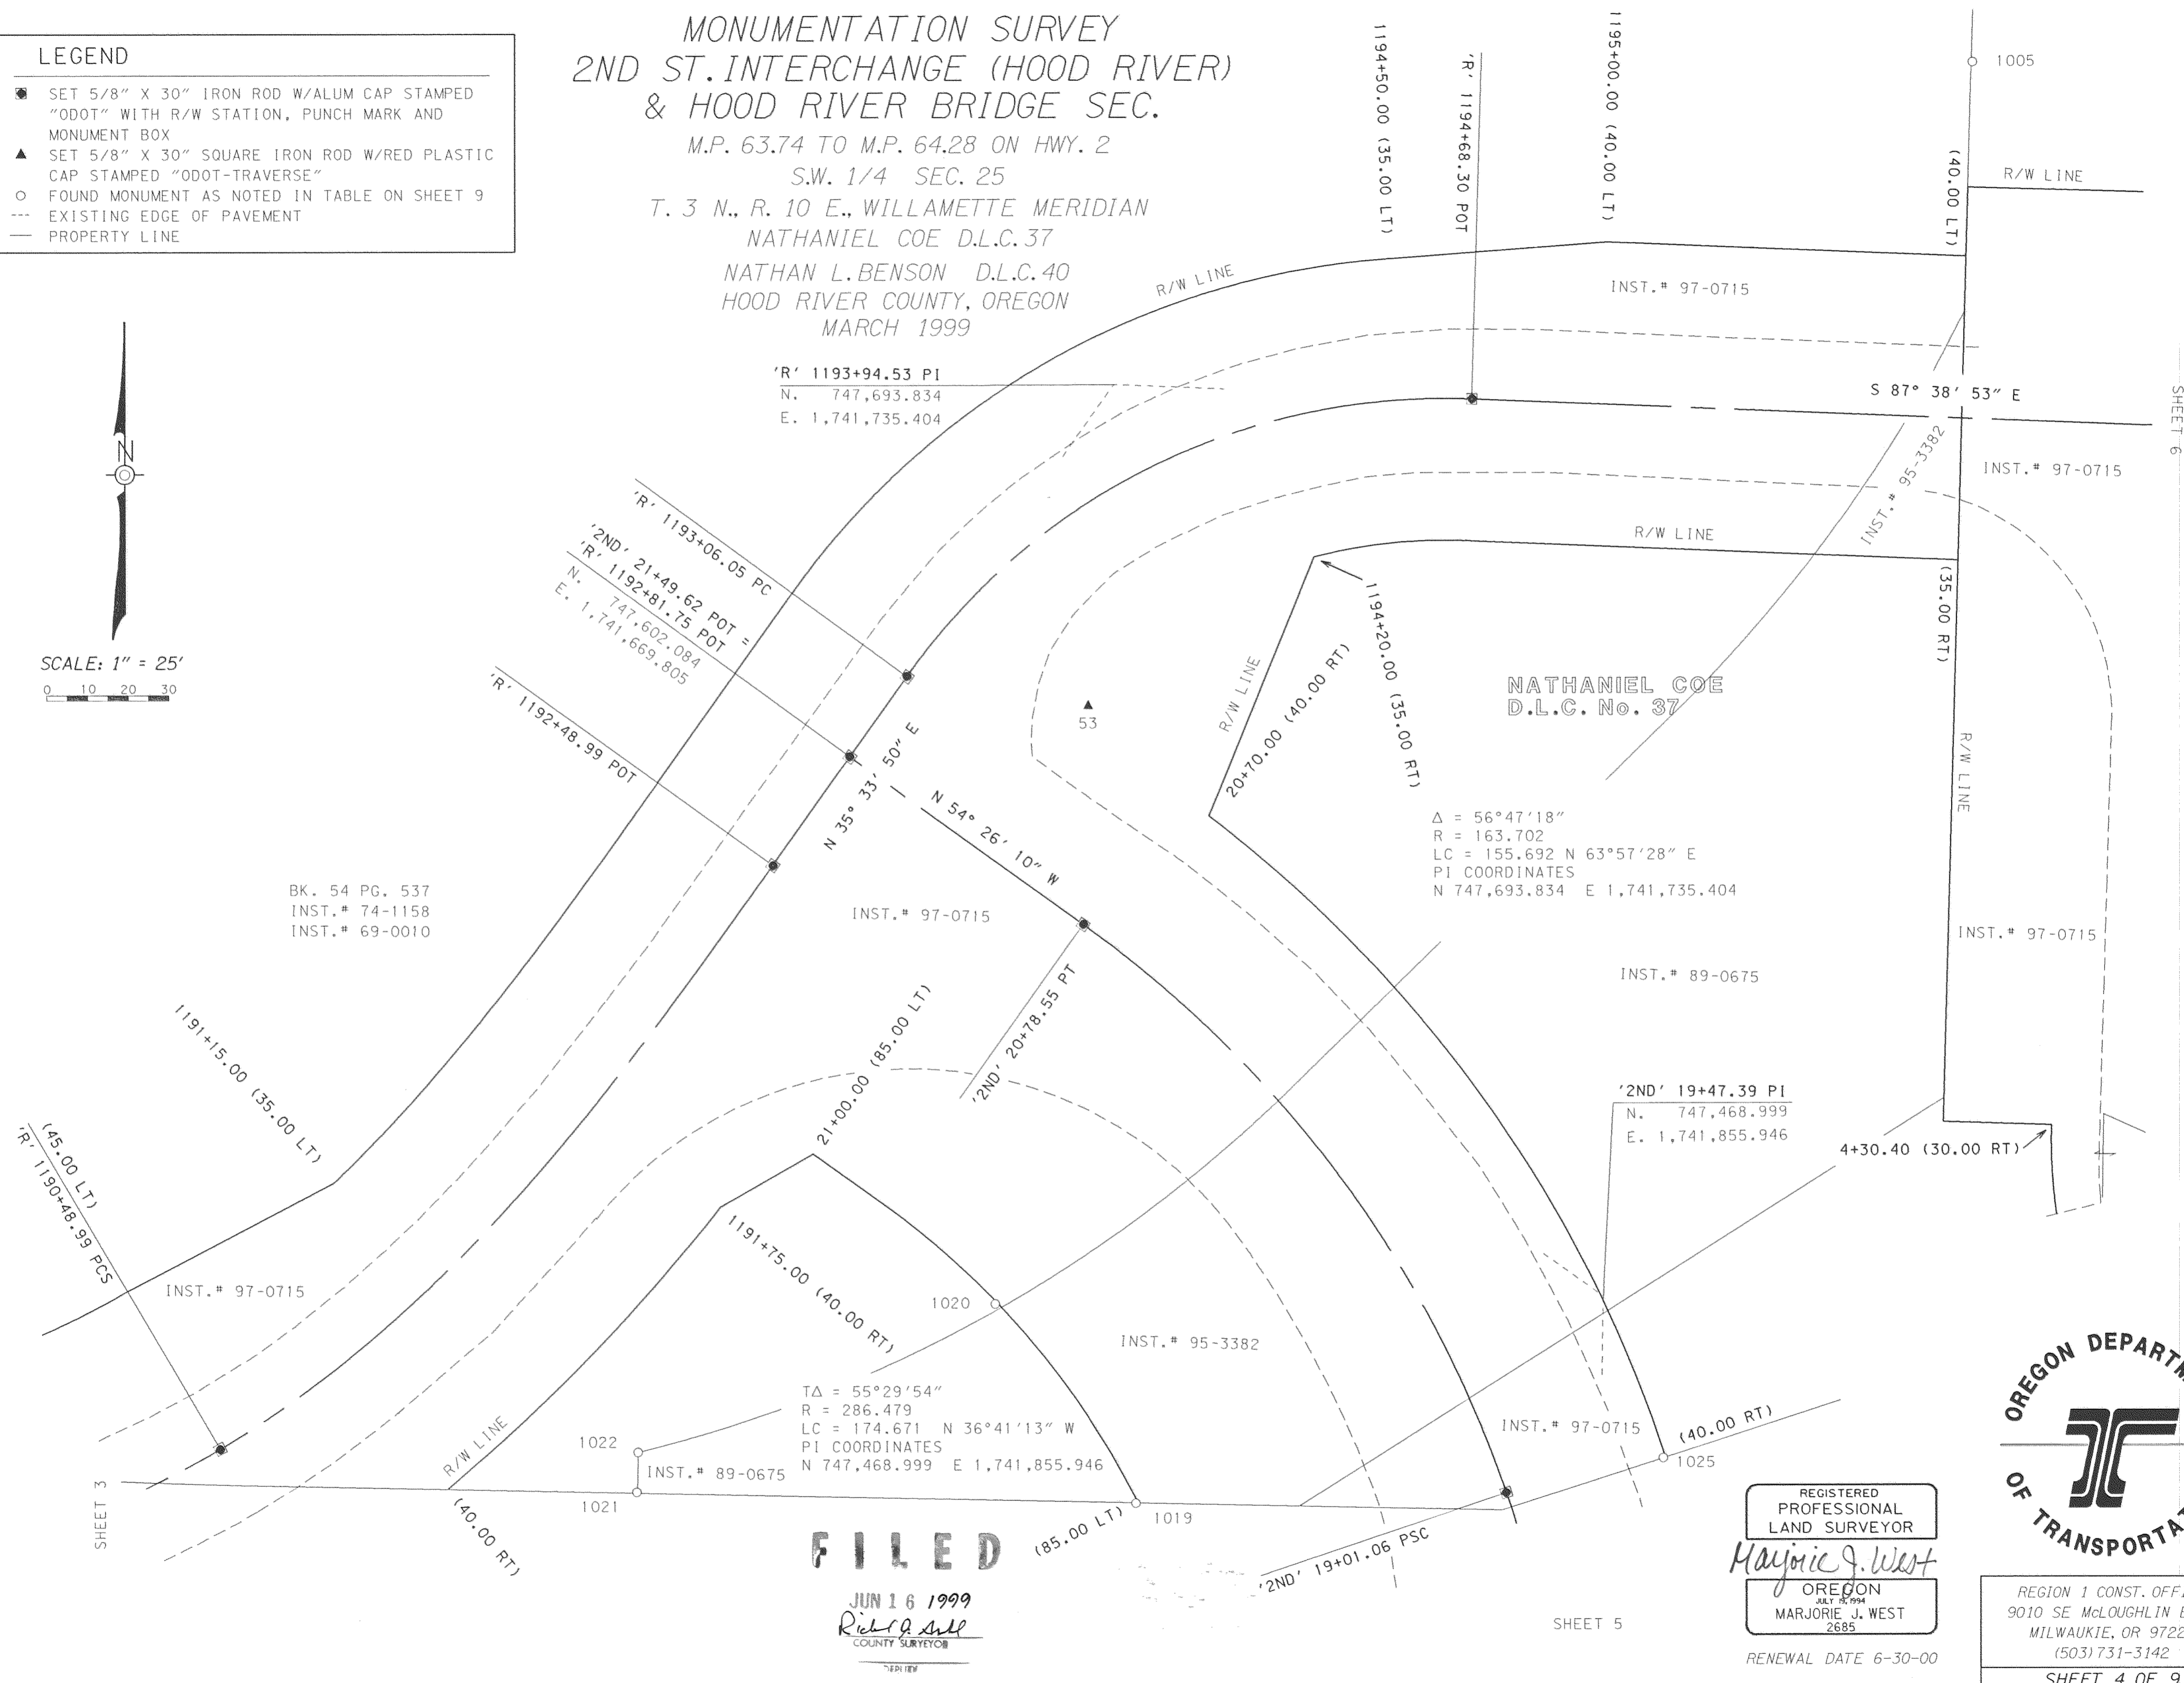 MONUMENTATION SURVEY
2ND ST. INTERCHANGE (HOOD RIVER)
& HOOD RIVER BRIDGE SEC.
M.P. 63.74 TO M.P. 64.28 ON HWY. 2
S.W. 1/4 SEC. 25
T. 3 N., R. 10 E., WILLAMETTE MERIDIAN
NATHANIEL COE D.L.C. 37
NATHAN L. BENSON D.L.C. 40
HOOD RIVER COUNTY, OREGON
MARCH 1999
LEGEND
SET 5/8" X 30" IRON ROD W/ALUM CAP STAMPED
"ODOT" WITH R/W STATION, PUNCH MARK AND
MONUMENT BOX
SET 5/8" X 30" SQUARE IRON ROD W/RED PLASTIC
CAP STAMPED "ODOT-TRAVERSE"
FOUND MONUMENT AS NOTED IN TABLE ON SHEET 9
EXISTING EDGE OF PAVEMENT
PROPERTY LINE
N
SCALE: 1" = 25'
0 10 20 30
1194+50.00 (35.00 LT)
'R' 1194+68.30 POT
1195+00.00 (40.00 LT)
(40.00 LT)
1005
R/W LINE
R/W LINE
INST.# 97-0715
'R' 1193+94.53 PI
N. 747,693.834
E. 1,741,735.404
S 87° 38' 53" E
SHEET 6
INST.# 95-3382
INST.# 97-0715
R/W LINE
'R' 1193+06.05 PC
'2ND' 21+49.62 POT =
'R' 1192+81.75 POT
N. 747,602.084
E. 1,741,669.805
'R' 1192+48.99 POT
N 35° 33' 50" E
N 54° 26' 10" W
53
R/W LINE
20+70.00 (40.00 RT)
1194+20.00 (35.00 RT)
(35.00 RT)
NATHANIEL COE
D.L.C. No. 37
R/W LINE
Δ = 56°47'18"
R = 163.702
LC = 155.692 N 63°57'28" E
PI COORDINATES
N 747,693.834 E 1,741,735.404
BK. 54 PG. 537
INST.# 74-1158
INST.# 69-0010
INST.# 97-0715
INST.# 97-0715
INST.# 89-0675
1191+15.00 (35.00 LT)
21+00.00 (85.00 LT)
'2ND' 20+78.55 PT
'2ND' 19+47.39 PI
N. 747,468.999
E. 1,741,855.946
4+30.40 (30.00 RT)
(45.00 LT)
'R' 1190+48.99 PCS
INST.# 97-0715
1191+75.00 (40.00 RT)
1020
INST.# 95-3382
TΔ = 55°29'54"
R = 286.479
LC = 174.671 N 36°41'13" W
PI COORDINATES
N 747,468.999 E 1,741,855.946
R/W LINE
1022
INST.# 89-0675
1021
INST.# 97-0715
(40.00 RT)
1025
SHEET 3
(40.00 RT)
(85.00 LT)
1019
'2ND' 19+01.06 PSC
FILED
JUN 16 1999
COUNTY SURVEYOR
SHEET 5
REGISTERED
PROFESSIONAL
LAND SURVEYOR
Marjorie J. West
OREGON
JULY 19, 1994
MARJORIE J. WEST
2685
RENEWAL DATE 6-30-00
OREGON DEPARTM
OF TRANSPORTA
REGION 1 CONST. OFF
9010 SE McLOUGHLIN
MILWAUKIE, OR 9722
(503) 731-3142
SHEET 4 OF 9